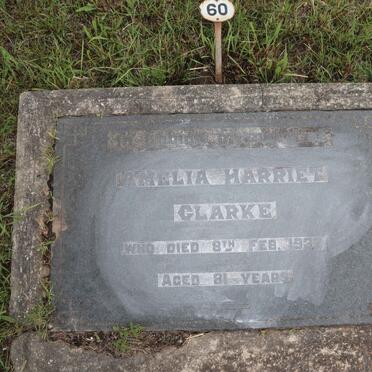 60
AMELIA HARRIET
CLARKE
WHO DIED 8TH FEB.
AGED 81 YEARS